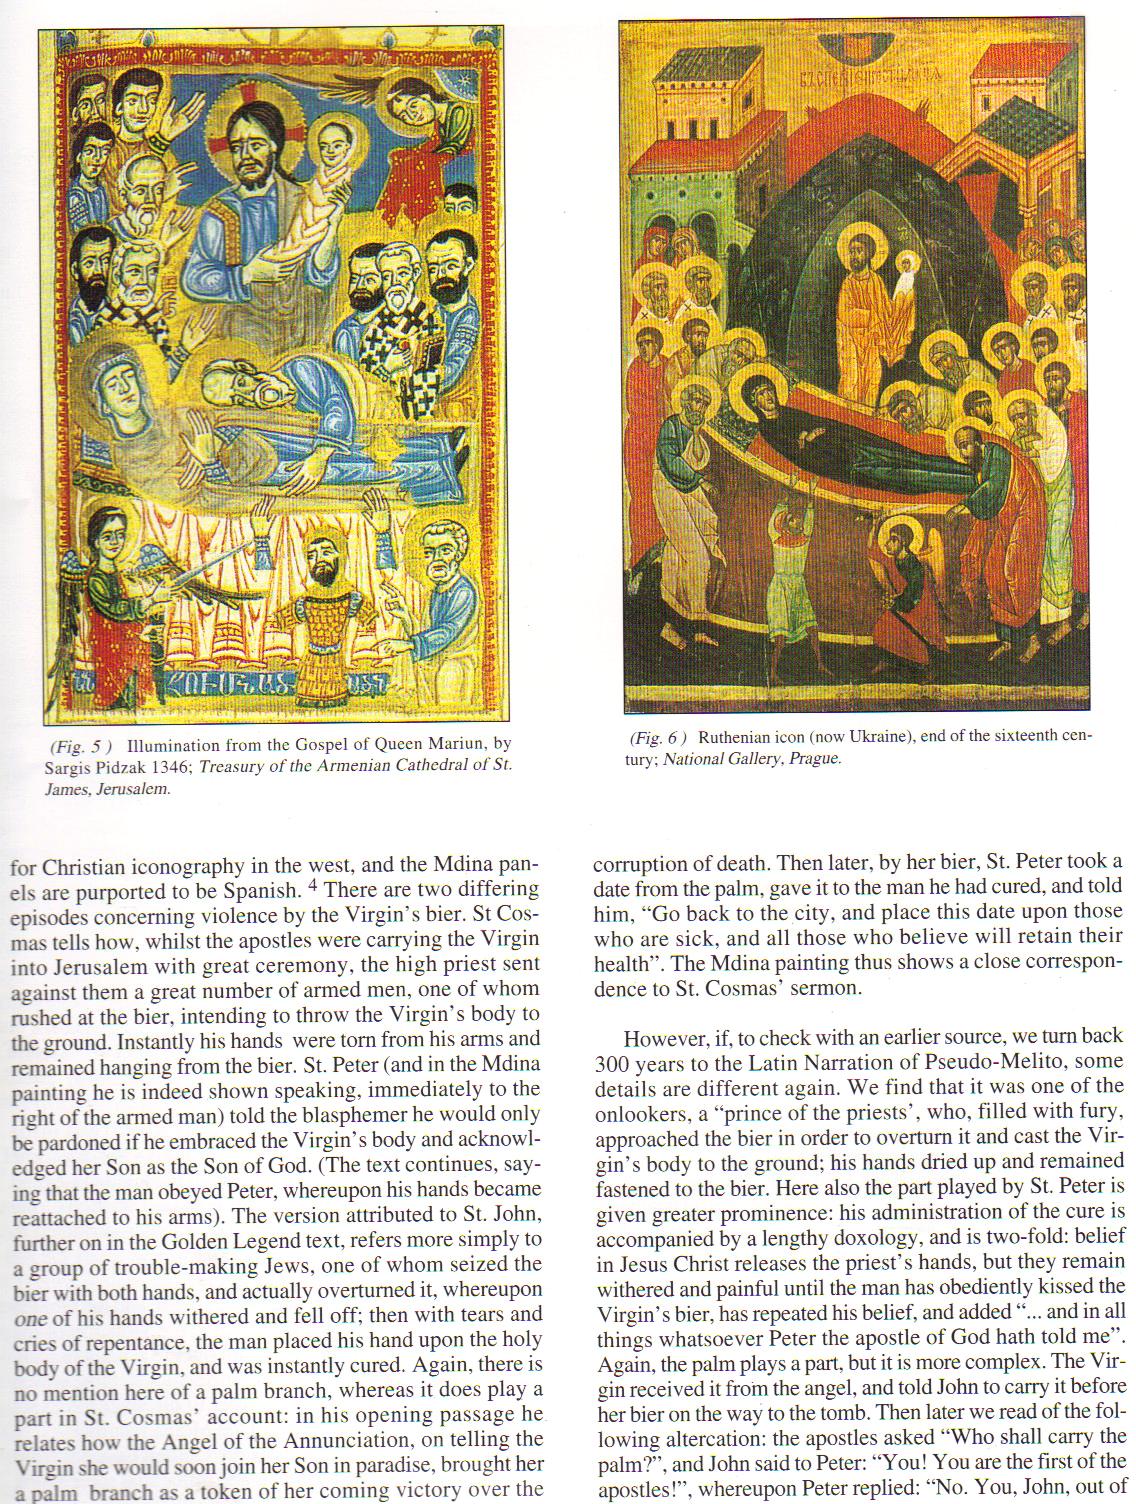 (Fig. 5 ) Illumination from the Gospel of Queen Mariun, by
Sargis Pidzak 1346; Treasury of the Armenian Cathedral of St.
James, Jerusalem.
(Fig. 6 ) Ruthenian icon (now Ukraine), end of the sixteenth cen-
tury; National Gallery, Prague.
for Christian iconography in the west, and the Mdina pan-
els are purported to be Spanish. 4 There are two differing
episodes concerning violence by the Virgin's bier. St Cos-
mas tells how, whilst the apostles were carrying the Virgin
into Jerusalem with great ceremony, the high priest sent
against them a great number of armed men, one of whom
rushed at the bier, intending to throw the Virgin's body to
the ground. Instantly his hands were torn from his arms and
remained hanging from the bier. St. Peter (and in the Mdina
painting he is indeed shown speaking, immediately to the
right of the armed man) told the blasphemer he would only
be pardoned if he embraced the Virgin's body and acknowl-
edged her Son as the Son of God. (The text continues, say-
ing that the man obeyed Peter, whereupon his hands became
reattached to his arms). The version attributed to St. John,
further on in the Golden Legend text, refers more simply to
a group of trouble-making Jews, one of whom seized the
bier with both hands, and actually overturned it, whereupon
one of his hands withered and fell off; then with tears and
cries of repentance, the man placed his hand upon the holy
body of the Virgin, and was instantly cured. Again, there is
no mention here of a palm branch, whereas it does play a
part in St. Cosmas' account: in his opening passage he
relates how the Angel of the Annunciation, on telling the
Virgin she would soon join her Son in paradise, brought her
a palm branch as a token of her coming victory over the
corruption of death. Then later, by her bier, St. Peter took a
date from the palm, gave it to the man he had cured, and told
him, “Go back to the city, and place this date upon those
who are sick, and all those who believe will retain their
health”. The Mdina painting thus shows a close correspon-
dence to St. Cosmas' sermon.
However, if, to check with an earlier source, we turn back
300 years to the Latin Narration of Pseudo-Melito, some
details are different again. We find that it was one of the
onlookers, a “prince of the priests', who, filled with fury,
approached the bier in order to overturn it and cast the Vir-
gin's body to the ground; his hands dried up and remained
fastened to the bier. Here also the part played by St. Peter is
given greater prominence: his administration of the cure is
accompanied by a lengthy doxology, and is two-fold: belief
in Jesus Christ releases the priest's hands, but they remain
withered and painful until the man has obediently kissed the
Virgin's bier, has repeated his belief, and added “... and in all
things whatsoever Peter the apostle of God hath told me”.
Again, the palm plays a part, but it is more complex. The Vir-
gin received it from the angel, and told John to carry it before
her bier on the way to the tomb. Then later we read of the fol-
lowing altercation: the apostles asked “Who shall carry the
palm?”, and John said to Peter: “You! You are the first of the
apostles!”, whereupon Peter replied: “No. You, John, out of